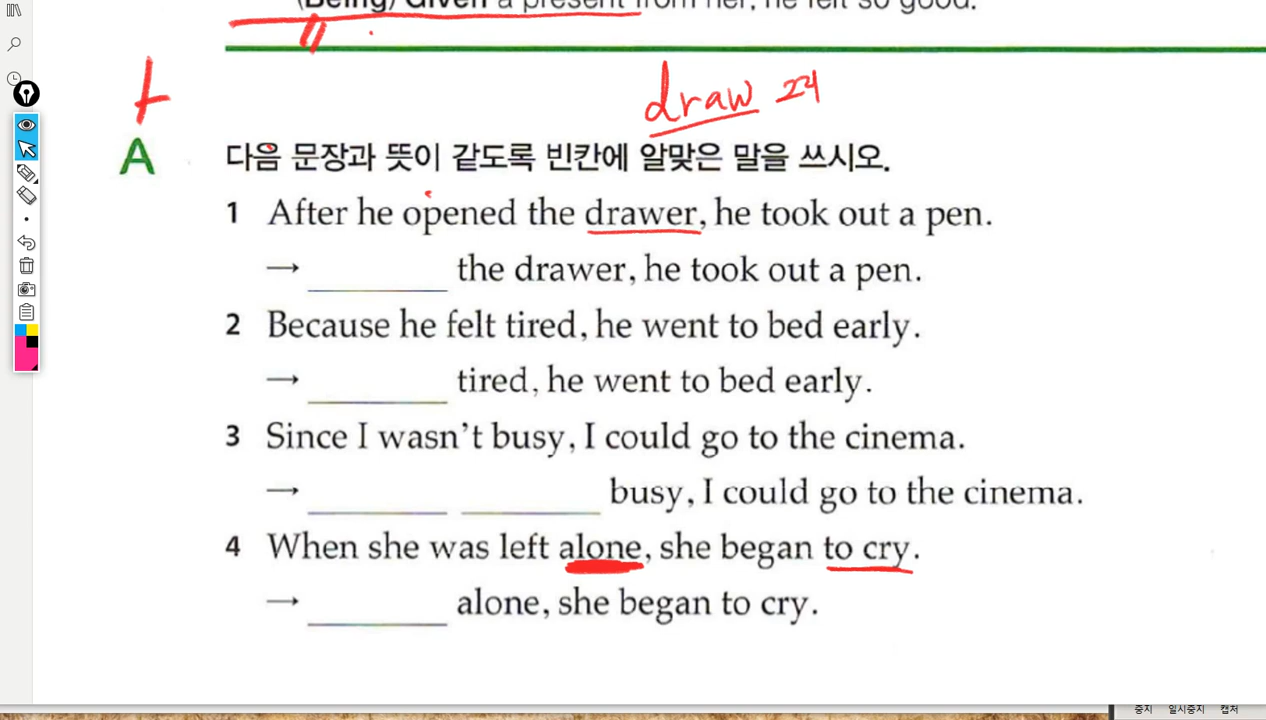 (Being) Given a present from her, he felt so good.
draw
A 다음 문장과 뜻이 같도록 빈칸에 알맞은 말을 쓰시오.
1 After he opened the drawer, he took out a pen.
→ ________ the drawer, he took out a pen.
2 Because he felt tired, he went to bed early.
→ ________ tired, he went to bed early.
3 Since I wasn't busy, I could go to the cinema.
→ ________ ________ busy, I could go to the cinema.
4 When she was left alone, she began to cry.
→ ________ alone, she began to cry.
중지 일시중지 캡처